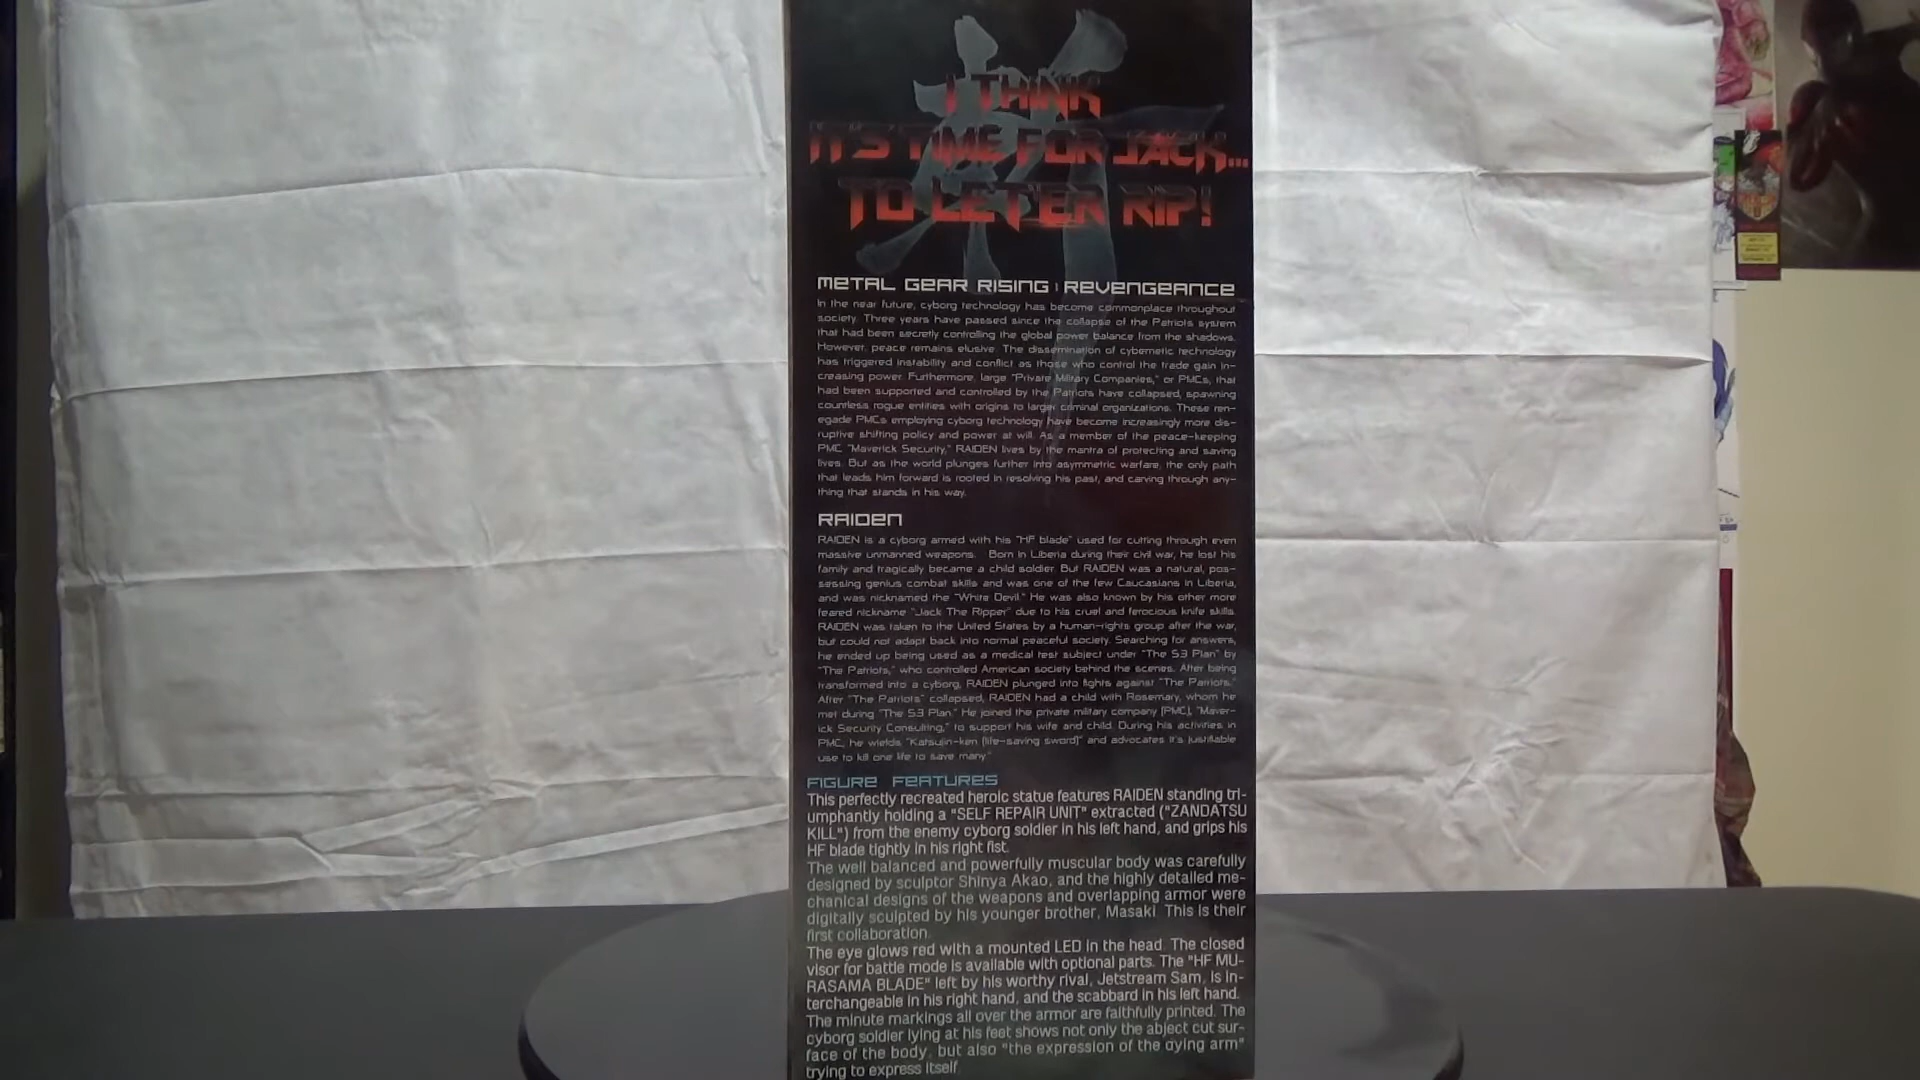 I THINK
IT'S TIME FOR JACK...
TO LET 'ER RIP!
METAL GEAR RISING : REVENGEANCE
In the near future, cyborg technology has become commonplace throughout
society. Three years have passed since the collapse of the Patriots system
that had been secretly controlling the global power balance from the shadows.
However, peace remains elusive. The dissemination of cybernetic technology
has triggered instability and conflict as those who control the trade gain in-
creasing power. Furthermore, large "Private Military Companies," or PMCs, that
had been supported and controlled by the Patriots have collapsed, spawning
countless rogue entities with origins to larger criminal organizations. These ren-
egade PMCs employing cyborg technology have become increasingly more dis-
ruptive shifting policy and power at will. As a member of the peace-keeping
PMC "Maverick Security," RAIDEN lives by the mantra of protecting and saving
lives. But as the world plunges further into asymmetric warfare, the only path
that leads him forward is rooted in resolving his past, and carving through any-
thing that stands in his way.
RAIDEN
RAIDEN is a cyborg armed with his "HF blade" used for cutting through even
massive unmanned weapons. Born in Liberia during their civil war, he lost his
family and tragically became a child soldier. But RAIDEN was a natural, pos-
sessing genius combat skills and was one of the few Caucasians in Liberia,
and was nicknamed the "White Devil." He was also known by his other more
feared nickname "Jack The Ripper" due to his cruel and ferocious knife skills.
RAIDEN was taken to the United States by a human-rights group after the war,
but could not adapt back into normal peaceful society. Searching for answers,
he ended up being used as a medical test subject under "The S3 Plan" by
"The Patriots," who controlled American society behind the scenes. After being
transformed into a cyborg, RAIDEN plunged into fights against "The Patriots."
After "The Patriots" collapsed, RAIDEN had a child with Rosemary, whom he
met during "The S3 Plan." He joined the private military company (PMC), "Maver-
ick Security Consulting," to support his wife and child. During his activities in
PMC, he wields "Katsujin-ken (life-saving sword)" and advocates it's justifiable
use to kill one life to save many."
FIGURE FEATURES
This perfectly recreated heroic statue features RAIDEN standing tri-
umphantly holding a "SELF REPAIR UNIT" extracted ("ZANDATSU
KILL") from the enemy cyborg soldier in his left hand, and grips his
HF blade tightly in his right fist.
The well balanced and powerfully muscular body was carefully
designed by sculptor Shinya Akao, and the highly detailed me-
chanical designs of the weapons and overlapping armor were
digitally sculpted by his younger brother, Masaki. This is their
first collaboration.
The eye glows red with a mounted LED in the head. The closed
visor for battle mode is available with optional parts. The "HF MU-
RASAMA BLADE" left by his worthy rival, Jetstream Sam, is in-
terchangeable in his right hand, and the scabbard in his left hand.
The minute markings all over the armor are faithfully printed. The
cyborg soldier lying at his feet shows not only the abject cut sur-
face of the body, but also "the expression of the dying arm"
trying to express itself.